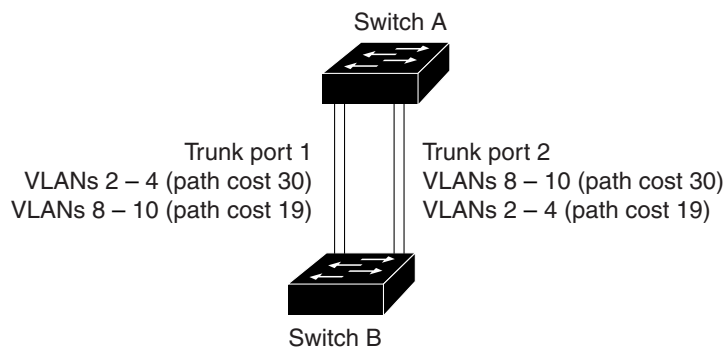 Switch A
Trunk port 1
VLANs 2 – 4 (path cost 30)
VLANs 8 – 10 (path cost 19)
Trunk port 2
VLANs 8 – 10 (path cost 30)
VLANs 2 – 4 (path cost 19)
Switch B